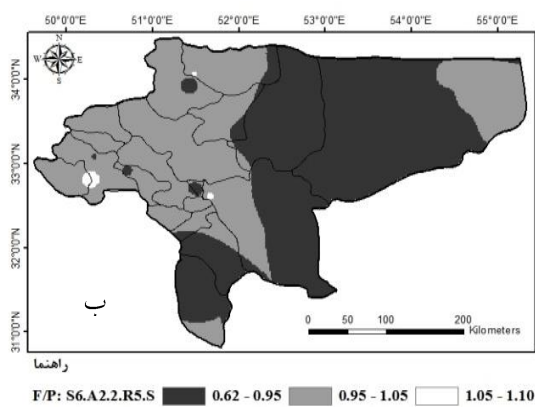 50°0'0"E 51°0'0"E 52°0'0"E 53°0'0"E 54°0'0"E 55°0'0"E
N
W E
S
34°0'0"N
33°0'0"N
32°0'0"N
31°0'0"N
ب
0 50 100 200
Kilometers
راهنما
F/P: S6.A2.2.R5.S 0.62 - 0.95 0.95 - 1.05 1.05 - 1.10